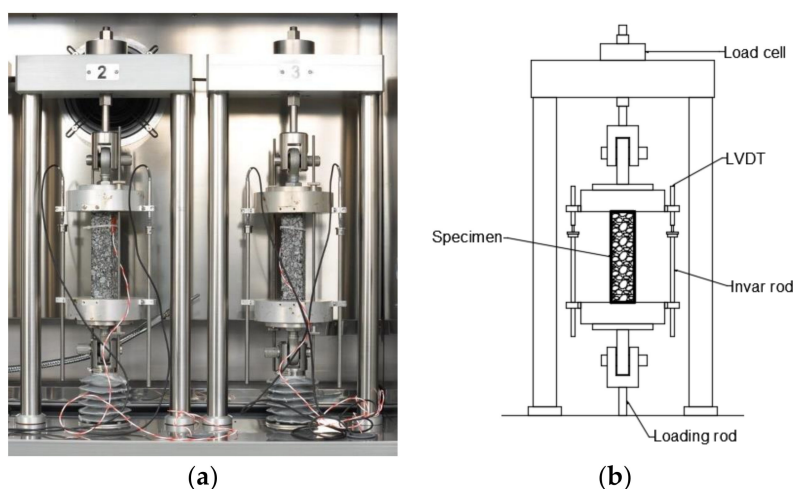 2
3
Load cell
LVDT
Specimen
Invar rod
Loading rod
(a)
(b)